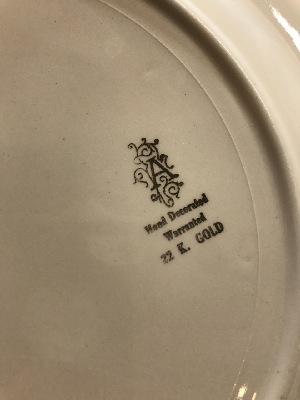 A
Hand Decorated
Warranted
22 K. GOLD